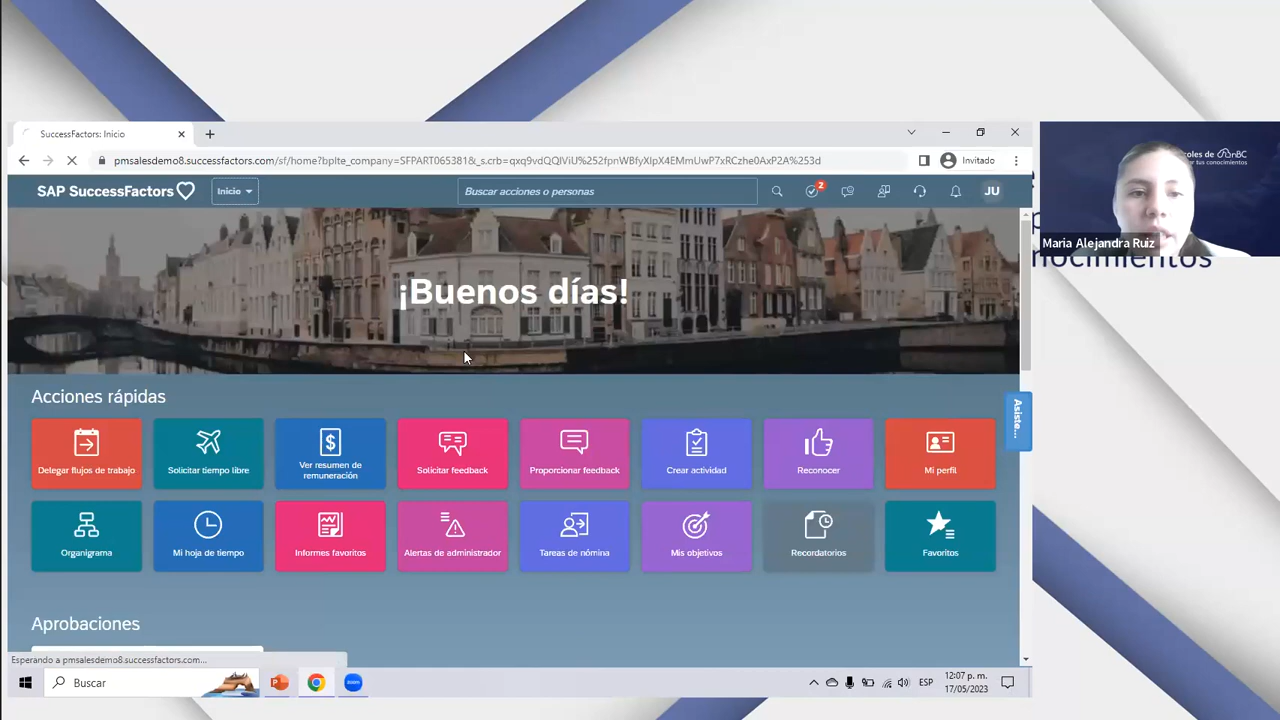 SuccessFactors: Inicio
pmsalesdemo8.successfactors.com/sf/home?bplte_company=SFPART065381&_s.crb=qxq9vdQQlViU%252fpnWBfyXlpX4EMmUwP7xRCzhe0AxP2A%253d
Invitado
SAP SuccessFactors
Inicio
Buscar acciones o personas
2
JU
¡Buenos días!
Maria Alejandra Ruiz
nocimientos
Asiste...
Acciones rápidas
Delegar flujos de trabajo
Solicitar tiempo libre
Ver resumen de
remuneración
Solicitar feedback
Proporcionar feedback
Crear actividad
Reconocer
Mi perfil
Organigrama
Mi hoja de tiempo
Informes favoritos
Alertas de administrador
Tareas de nómina
Mis objetivos
Recordatorios
Favoritos
Aprobaciones
Esperando a pmsalesdemo8.successfactors.com...
Buscar
ESP
12:07 p. m.
17/05/2023